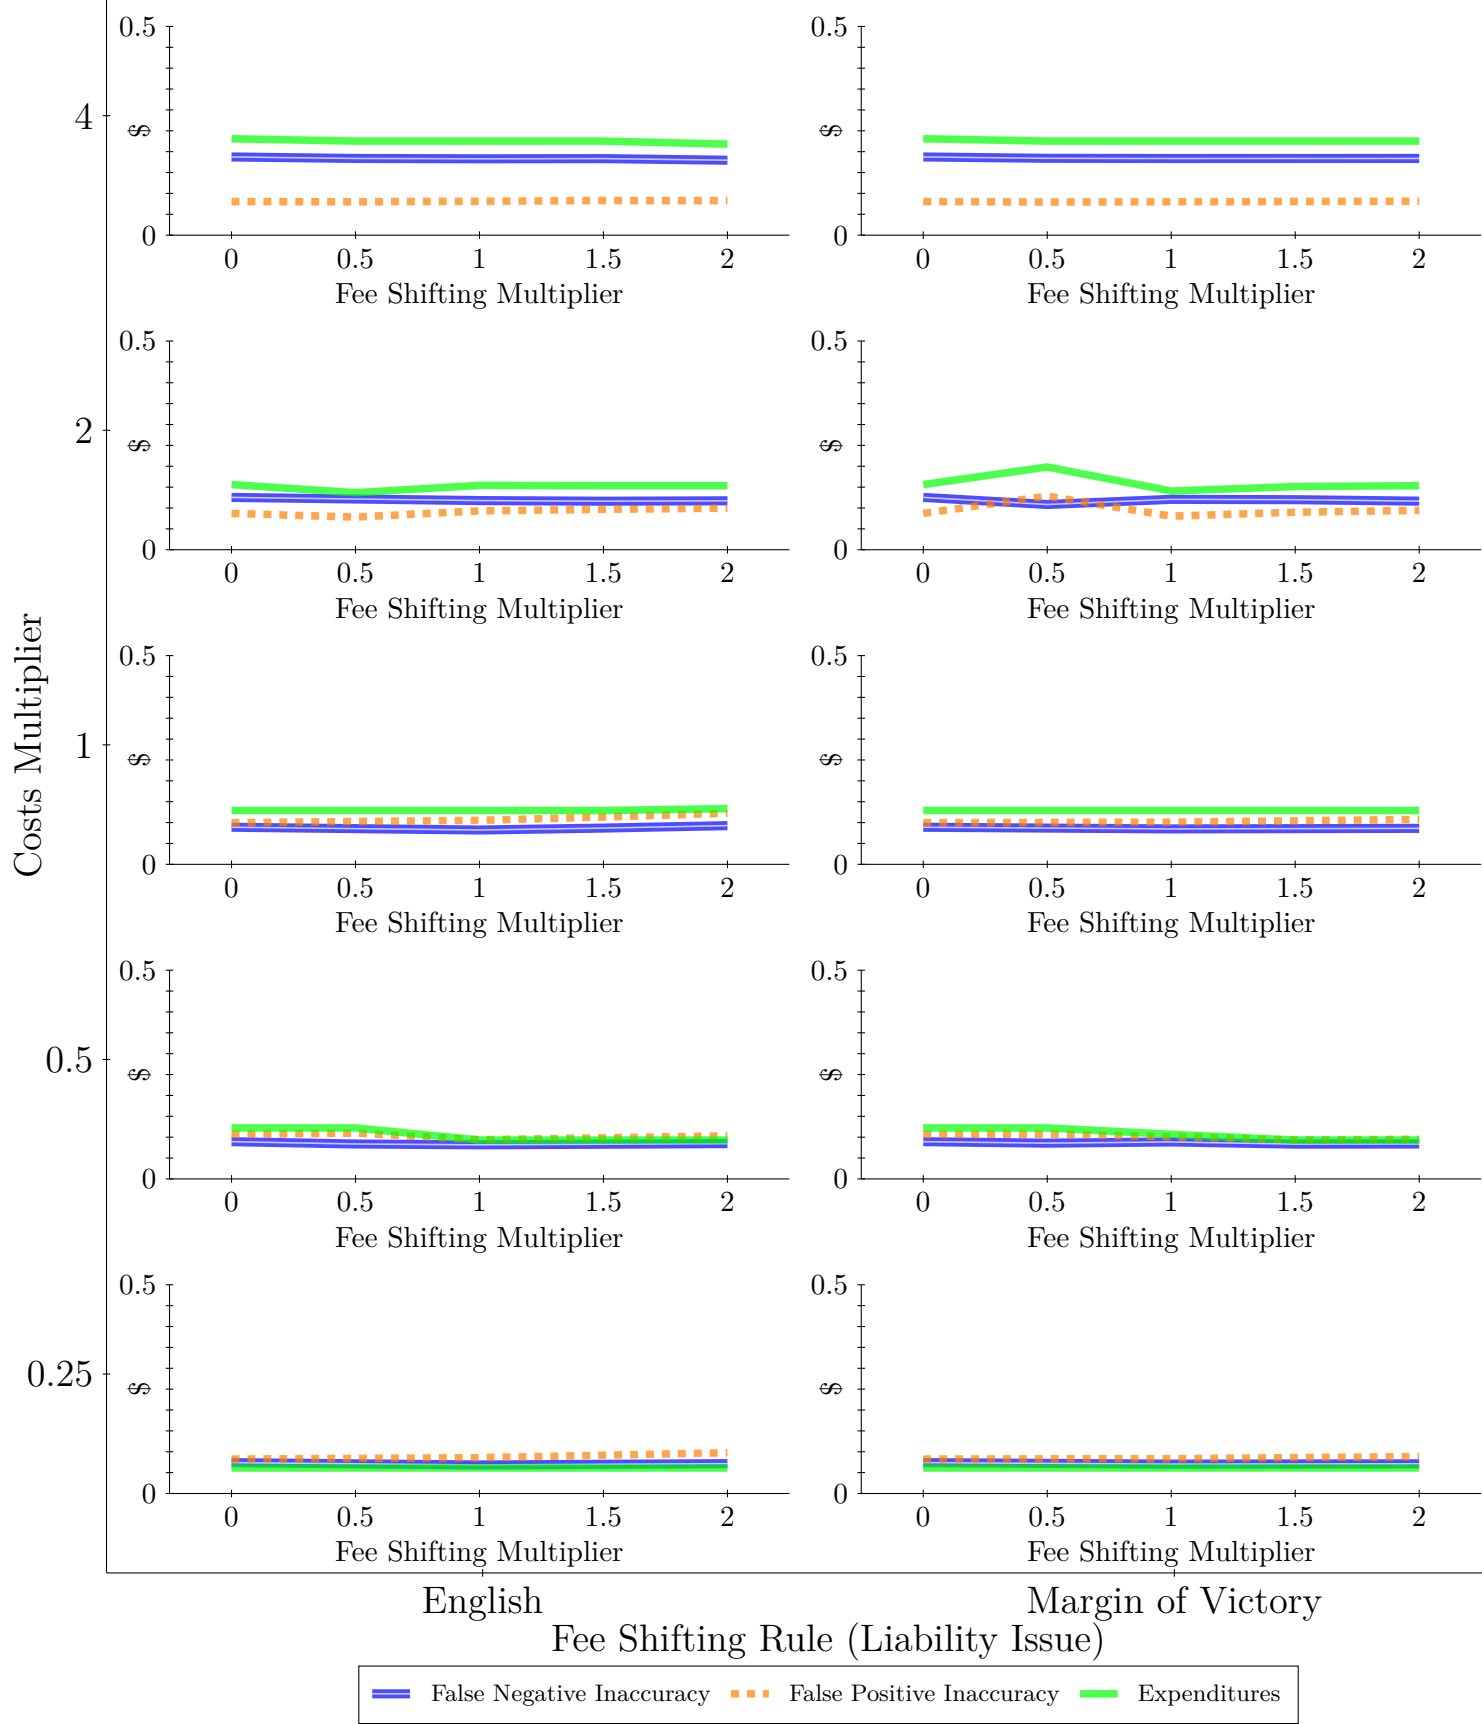 0.5
0.5
4
$
$
0
0
0 0.5 1 1.5 2
0 0.5 1 1.5 2
Fee Shifting Multiplier
Fee Shifting Multiplier
0.5
0.5
2
$
$
0
0
0 0.5 1 1.5 2
0 0.5 1 1.5 2
Fee Shifting Multiplier
Fee Shifting Multiplier
Costs Multiplier
0.5
0.5
1
$
$
0
0
0 0.5 1 1.5 2
0 0.5 1 1.5 2
Fee Shifting Multiplier
Fee Shifting Multiplier
0.5
0.5
0.5
$
$
0
0
0 0.5 1 1.5 2
0 0.5 1 1.5 2
Fee Shifting Multiplier
Fee Shifting Multiplier
0.5
0.5
0.25
$
$
0
0
0 0.5 1 1.5 2
0 0.5 1 1.5 2
Fee Shifting Multiplier
Fee Shifting Multiplier
English
Margin of Victory
Fee Shifting Rule (Liability Issue)
False Negative Inaccuracy False Positive Inaccuracy Expenditures